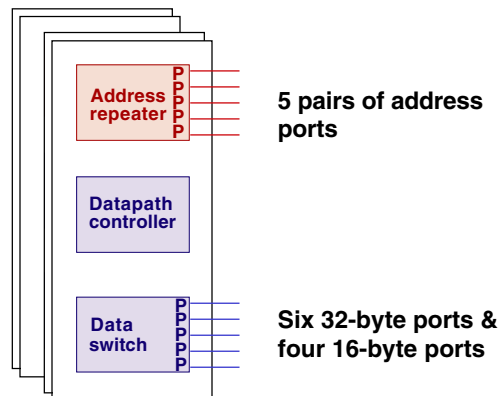 Address
repeater
P
P
P
P
P
5 pairs of address
ports
Datapath
controller
Data
switch
P
P
P
P
P
Six 32-byte ports &
four 16-byte ports